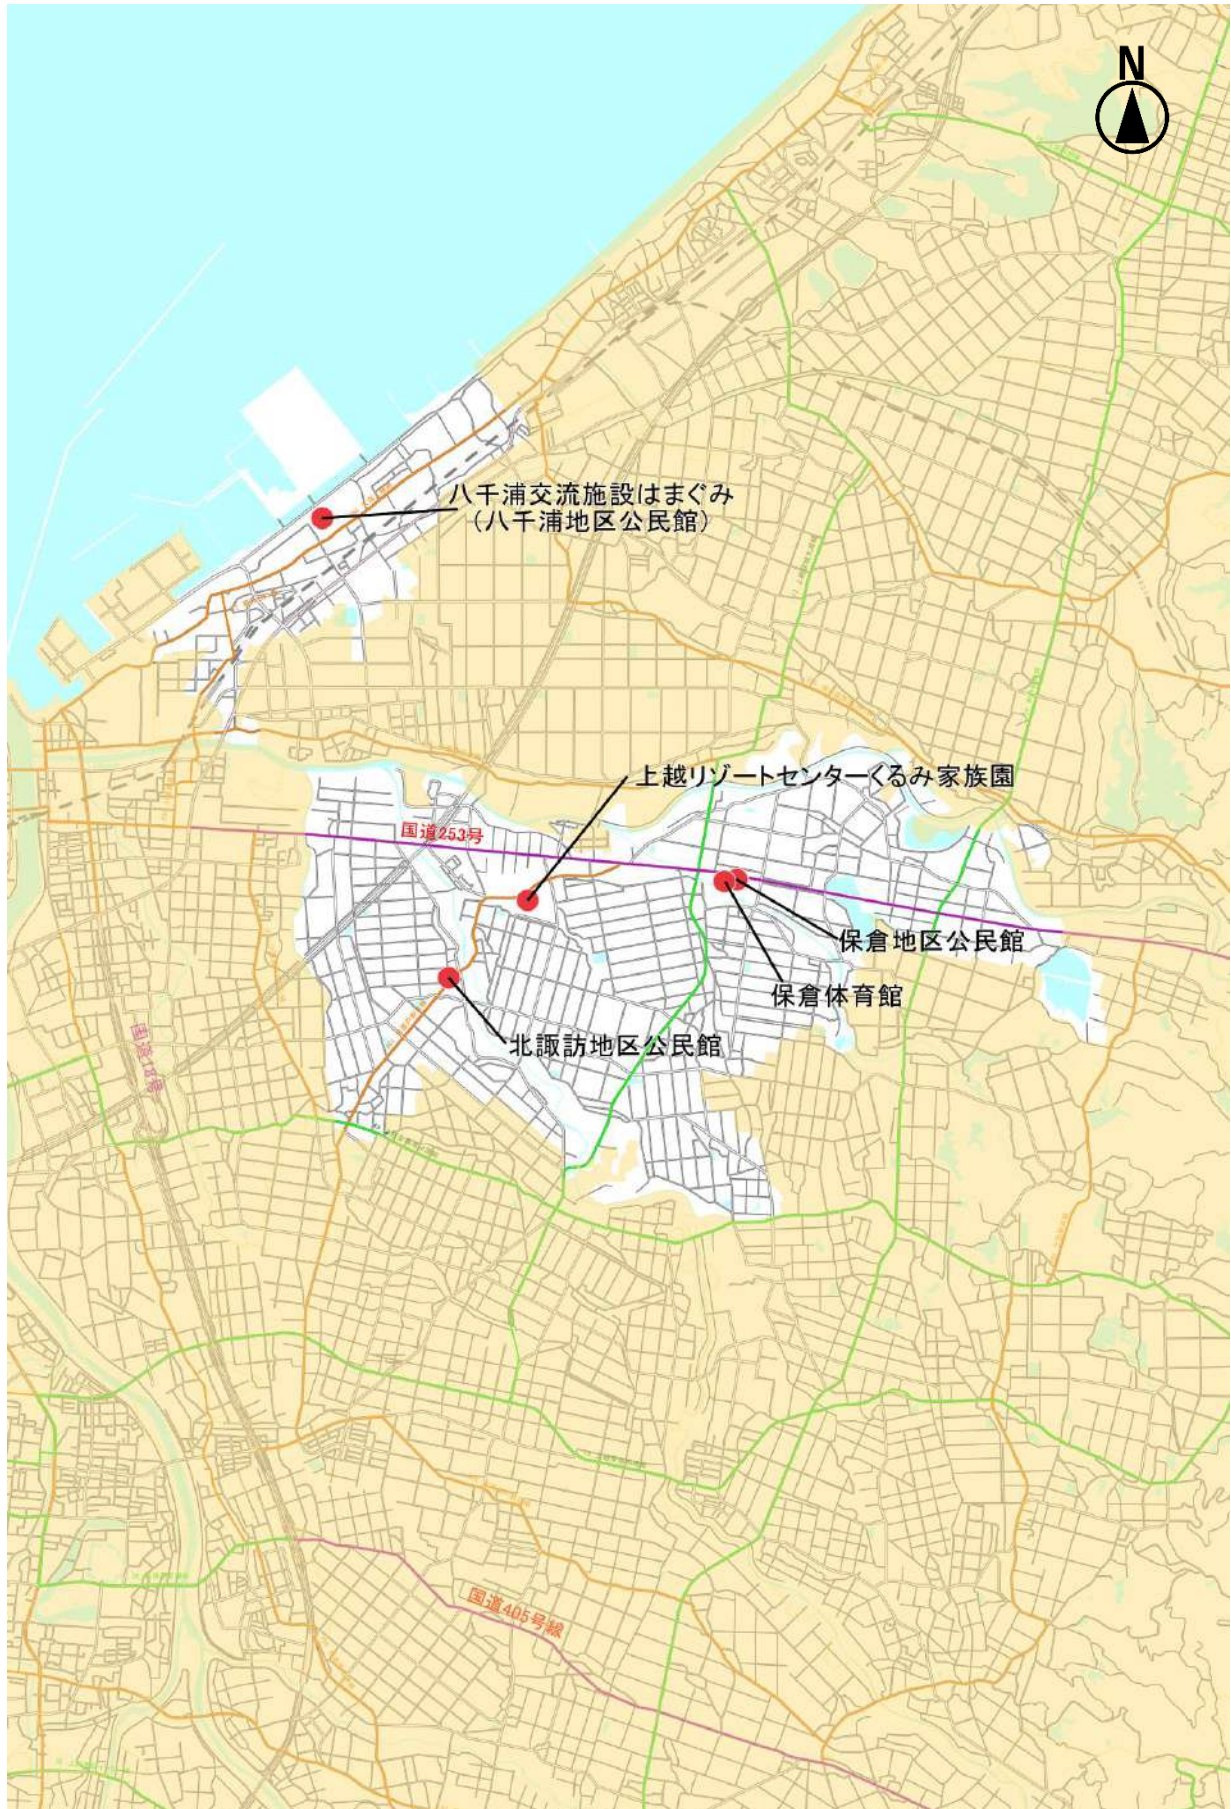 N
八千浦交流施設はまぐみ
(八千浦地区公民館)
上越リゾートセンターくるみ家族園
国道253号
保倉地区公民館
保倉体育館
北諏訪地区公民館
国道18号
国道405号線